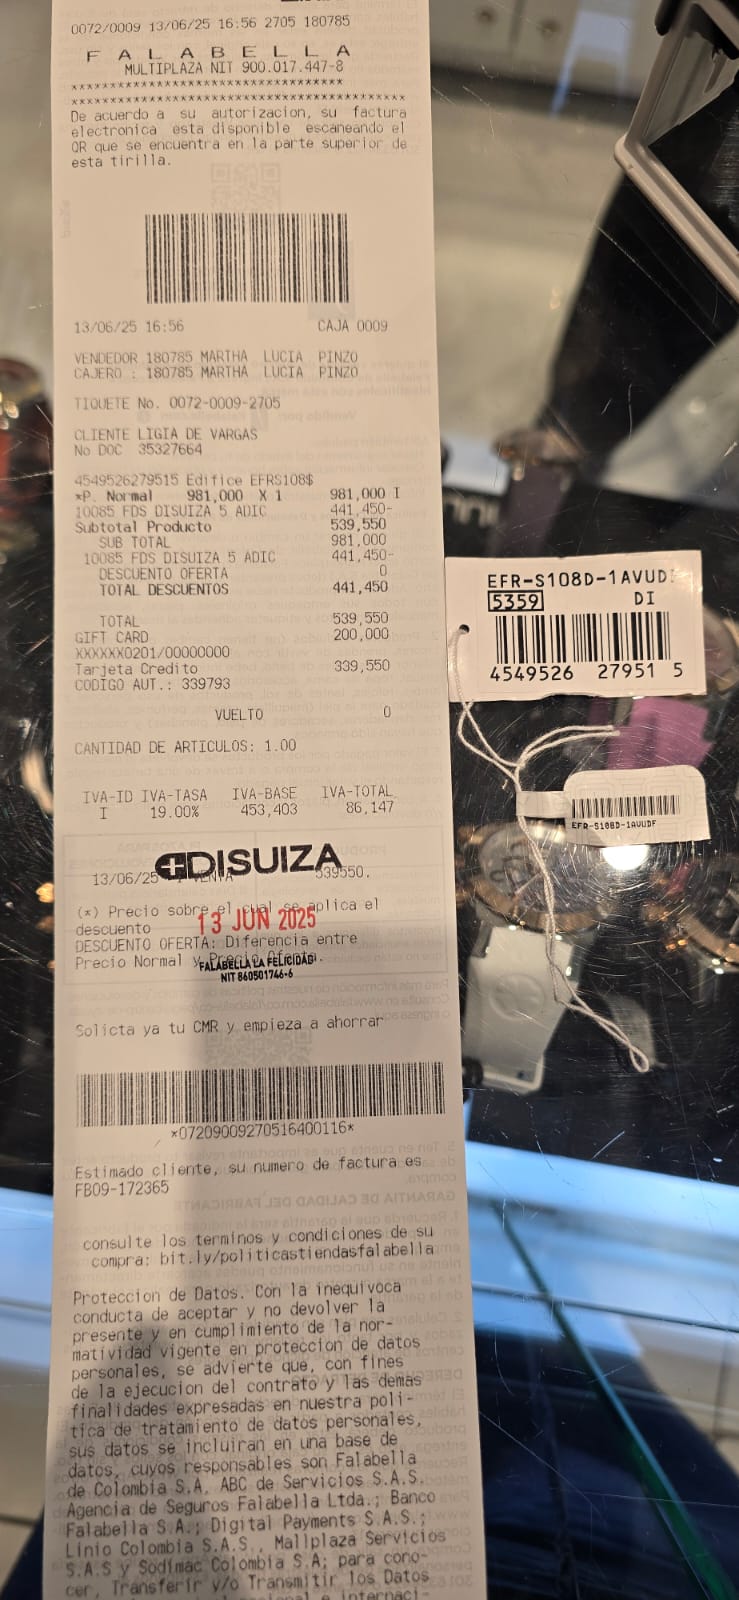 0072/0009 13/06/25 16:56 2705 180785
F A L A B E L L A
MULTIPLAZA NIT 900.017.447-8
************************************
********************************************
De acuerdo a su autorizacion, su factura
electronica esta disponible escaneando el
QR que se encuentra en la parte superior de
esta tirilla.
13/06/25 16:56 CAJA 0009
VENDEDOR 180785 MARTHA LUCIA PINZO
CAJERO : 180785 MARTHA LUCIA PINZO
TIQUETE No. 0072-0009-2705
CLIENTE LIGIA DE VARGAS
No DOC 35327664
4549526279515 Edifice EFRS108$
*P. Normal 981,000 X 1 981,000 I
10085 FDS DISUIZA 5 ADIC 441,450-
Subtotal Producto 539,550
SUB TOTAL 981,000
10085 FDS DISUIZA 5 ADIC 441,450-
DESCUENTO OFERTA 0
TOTAL DESCUENTOS 441,450
TOTAL 539,550
GIFT CARD 200,000
XXXXXX0201/00000000
Tarjeta Credito 339,550
CODIGO AUT.: 339793
VUELTO 0
CANTIDAD DE ARTICULOS: 1.00
IVA-ID IVA-TASA IVA-BASE IVA-TOTAL
I 19.00% 453,403 86,147
DISUIZA
13/06/25 VENTA 539550.
(*) Precio sobre el cual se aplica el
descuento
13 JUN 2025
DESCUENTO OFERTA: Diferencia entre
Precio Normal y Precio Oferta.
FALABELLA LA FELICIDAD
NIT 860501746-6
Solicta ya tu CMR y empieza a ahorrar
*07209009270516400116*
Estimado cliente, su numero de factura es
FB09-172365
consulte los terminos y condiciones de su
compra: bit.ly/politicastiendasfalabella
Proteccion de Datos. Con la inequivoca
conducta de aceptar y no devolver la
presente y en cumplimiento de la nor-
matividad vigente en proteccion de datos
personales, se advierte que, con fines
de la ejecucion del contrato y las demas
finalidades expresadas en nuestra poli-
tica de tratamiento de datos personales,
sus datos se incluiran en una base de
datos, cuyos responsables son Falabella
de Colombia S.A, ABC de Servicios S.A.S.
Agencia de Seguros Falabella Ltda.; Banco
Falabella S.A.; Digital Payments S.A.S.;
Linio Colombia S.A.S., Mallplaza Servicios
S.A.S y Sodimac Colombia S.A; para cono-
cer, Transferir y/o Transmitir los Datos
EFR-S108D-1AVUDF
5359 DI
4549526 27951 5
EFR-S108D-1AVUDF